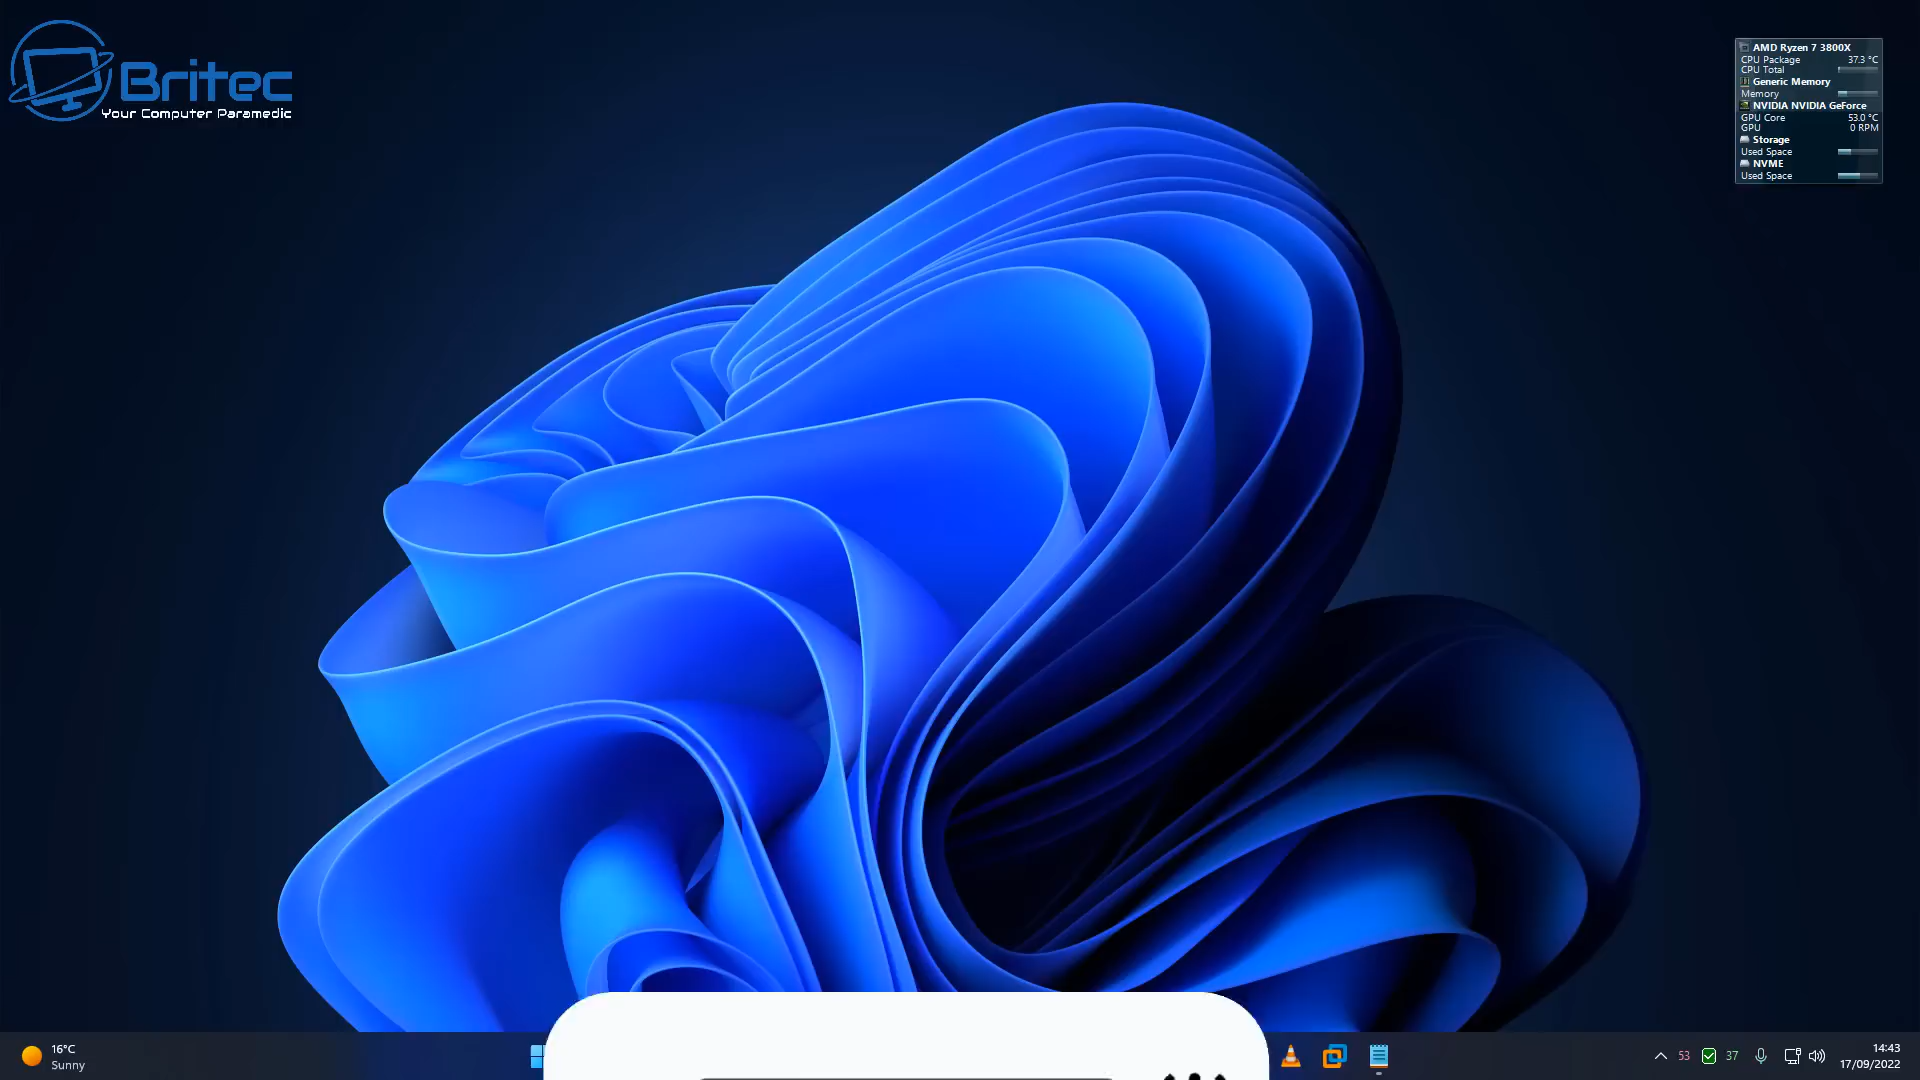 Britec
Your Computer Paramedic
AMD Ryzen 7 3800X
CPU Package 37.3 °C
CPU Total
Generic Memory
Memory
NVIDIA NVIDIA GeForce
GPU Core 53.0 °C
GPU 0 RPM
Storage
Used Space
NVME
Used Space
16°C
Sunny
53 37
14:43
17/09/2022